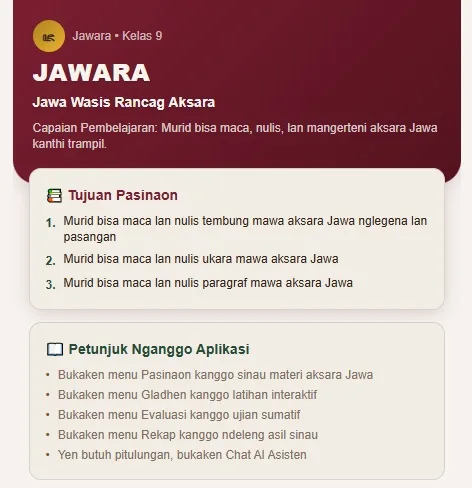 Jawara • Kelas 9
JAWARA
Jawa Wasis Rancag Aksara
Capaian Pembelajaran: Murid bisa maca, nulis, lan mangerteni aksara Jawa
kanthi trampil.
Tujuan Pasinaon
1. Murid bisa maca lan nulis tembung mawa aksara Jawa nglegena lan
pasangan
2. Murid bisa maca lan nulis ukara mawa aksara Jawa
3. Murid bisa maca lan nulis paragraf mawa aksara Jawa
Petunjuk Nganggo Aplikasi
• Bukaken menu Pasinaon kanggo sinau materi aksara Jawa
• Bukaken menu Gladhen kanggo latihan interaktif
• Bukaken menu Evaluasi kanggo ujian sumatif
• Bukaken menu Rekap kanggo ndeleng asil sinau
• Yen butuh pitulungan, bukaken Chat AI Asisten